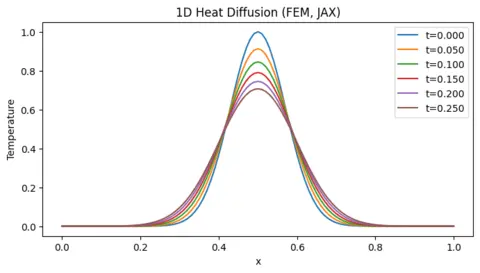 1D Heat Diffusion (FEM, JAX)
t=0.000
t=0.050
t=0.100
t=0.150
t=0.200
t=0.250
Temperature
1.0
0.8
0.6
0.4
0.2
0.0
0.0 0.2 0.4 0.6 0.8 1.0
x